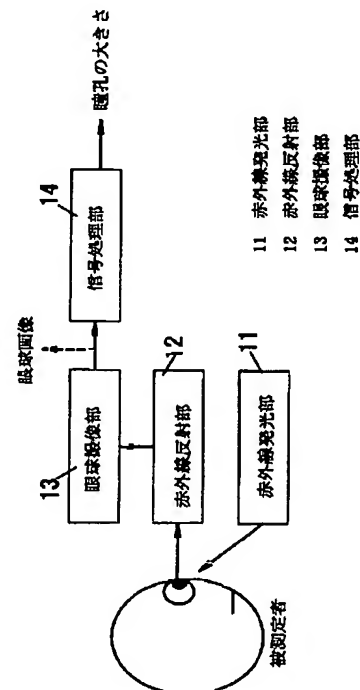 瞳孔の大きさ
14
信号処理部
眼球画像
13
眼球撮像部
12
赤外線反射部
11
赤外線発光部
被測定者
11 赤外線発光部
12 赤外線反射部
13 眼球撮像部
14 信号処理部